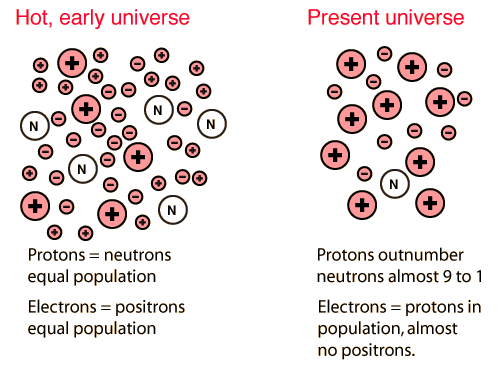 Hot, early universe
Present universe
N
N
N
N
N
N
Protons = neutrons
equal population
Electrons = positrons
equal population
Protons outnumber
neutrons almost 9 to 1
Electrons = protons in
population, almost
no positrons.